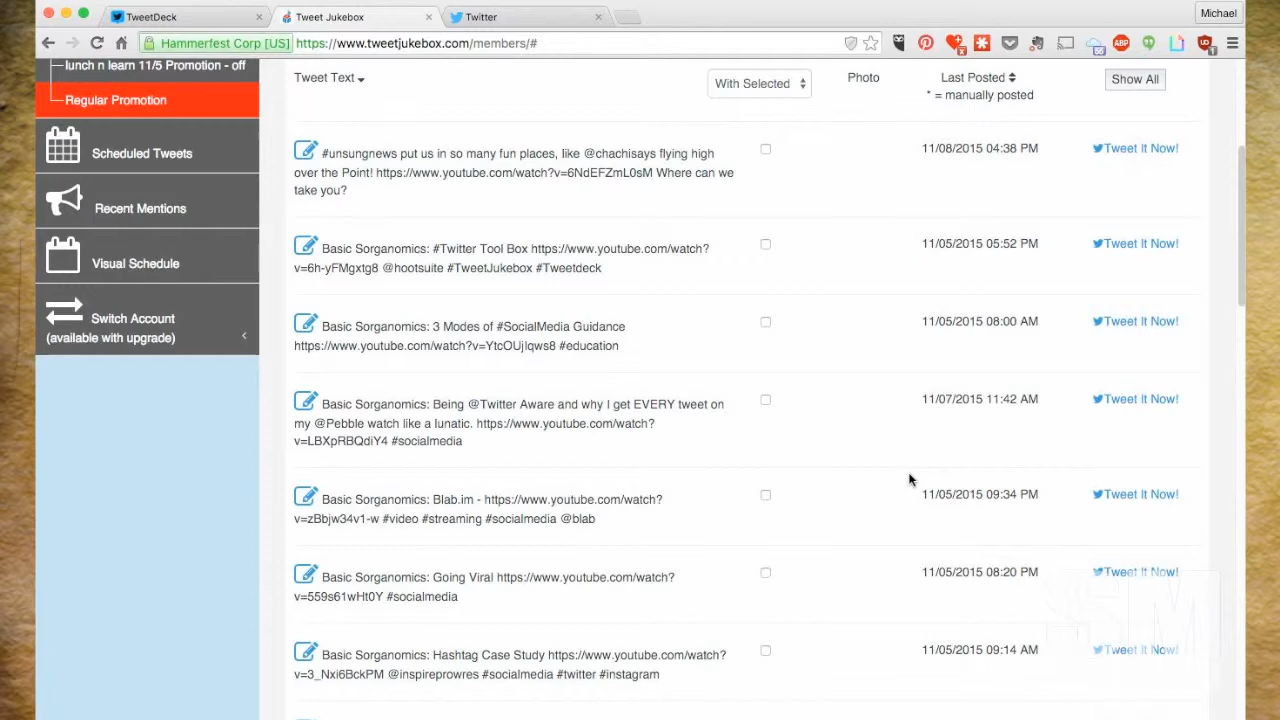 TweetDeck
Tweet Jukebox
Twitter
Michael
Hammerfest Corp [US] https://www.tweetjukebox.com/members/#
lunch n learn 11/5 Promotion - off
Regular Promotion
Scheduled Tweets
Recent Mentions
Visual Schedule
Switch Account
(available with upgrade)
Tweet Text
With Selected
Photo
Last Posted
* = manually posted
Show All
#unsungnews put us in so many fun places, like @chachisays flying high
over the Point! https://www.youtube.com/watch?v=6NdEFZmL0sM Where can we
take you?
11/08/2015 04:38 PM
Tweet It Now!
Basic Sorganomics: #Twitter Tool Box https://www.youtube.com/watch?
v=6h-yFMgxtg8 @hootsuite #TweetJukebox #Tweetdeck
11/05/2015 05:52 PM
Tweet It Now!
Basic Sorganomics: 3 Modes of #SocialMedia Guidance
https://www.youtube.com/watch?v=YtcOUjlqws8 #education
11/05/2015 08:00 AM
Tweet It Now!
Basic Sorganomics: Being @Twitter Aware and why I get EVERY tweet on
my @Pebble watch like a lunatic. https://www.youtube.com/watch?
v=LBXpRBQdiY4 #socialmedia
11/07/2015 11:42 AM
Tweet It Now!
Basic Sorganomics: Blab.im - https://www.youtube.com/watch?
v=zBbjw34v1-w #video #streaming #socialmedia @blab
11/05/2015 09:34 PM
Tweet It Now!
Basic Sorganomics: Going Viral https://www.youtube.com/watch?
v=559s61wHt0Y #socialmedia
11/05/2015 08:20 PM
Tweet It Now!
Basic Sorganomics: Hashtag Case Study https://www.youtube.com/watch?
v=3_Nxi6BckPM @inspireprowres #socialmedia #twitter #instagram
11/05/2015 09:14 AM
Tweet It Now!